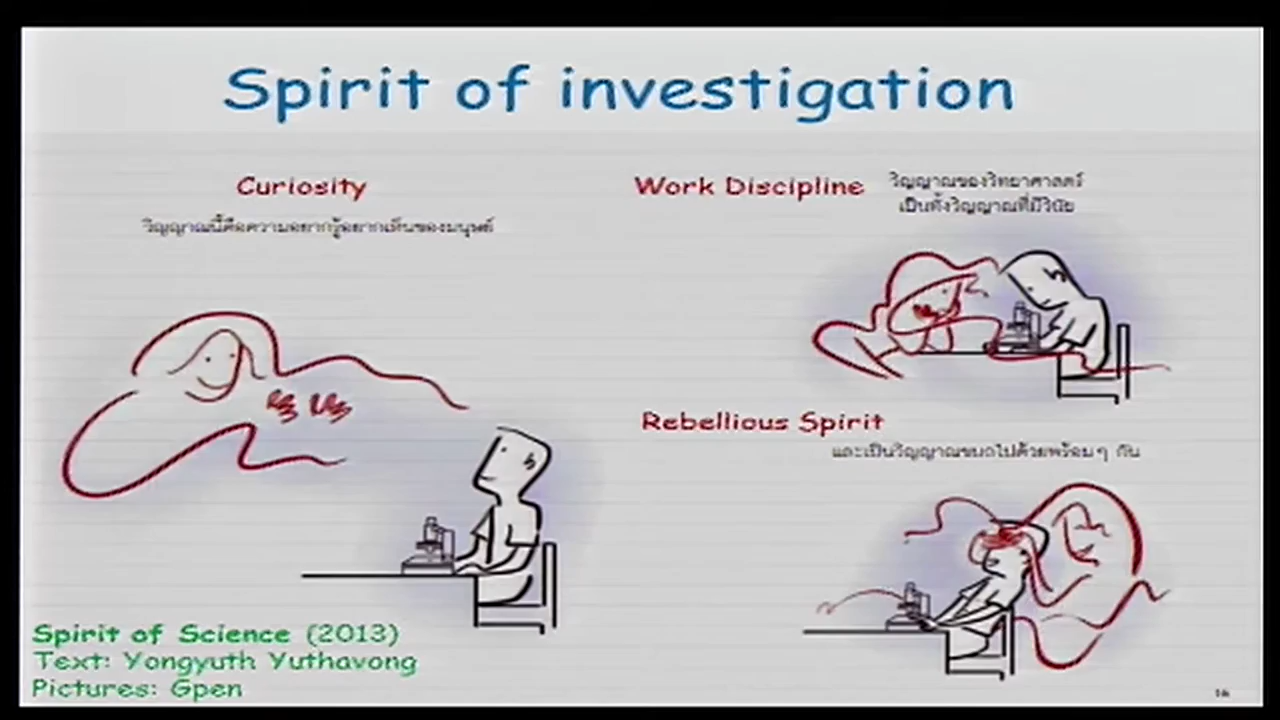 Spirit of investigation
Curiosity
วิญญาณนี้คือความอยากรู้อยากเห็นของมนุษย์
Work Discipline
วิญญาณของวิทยาศาสตร์
เป็นทั้งวิญญาณที่มีวินัย
Rebellious Spirit
และเป็นวิญญาณขบถไปด้วยพร้อมๆ กัน
Spirit of Science (2013)
Text: Yongyuth Yuthavong
Pictures: Gpen